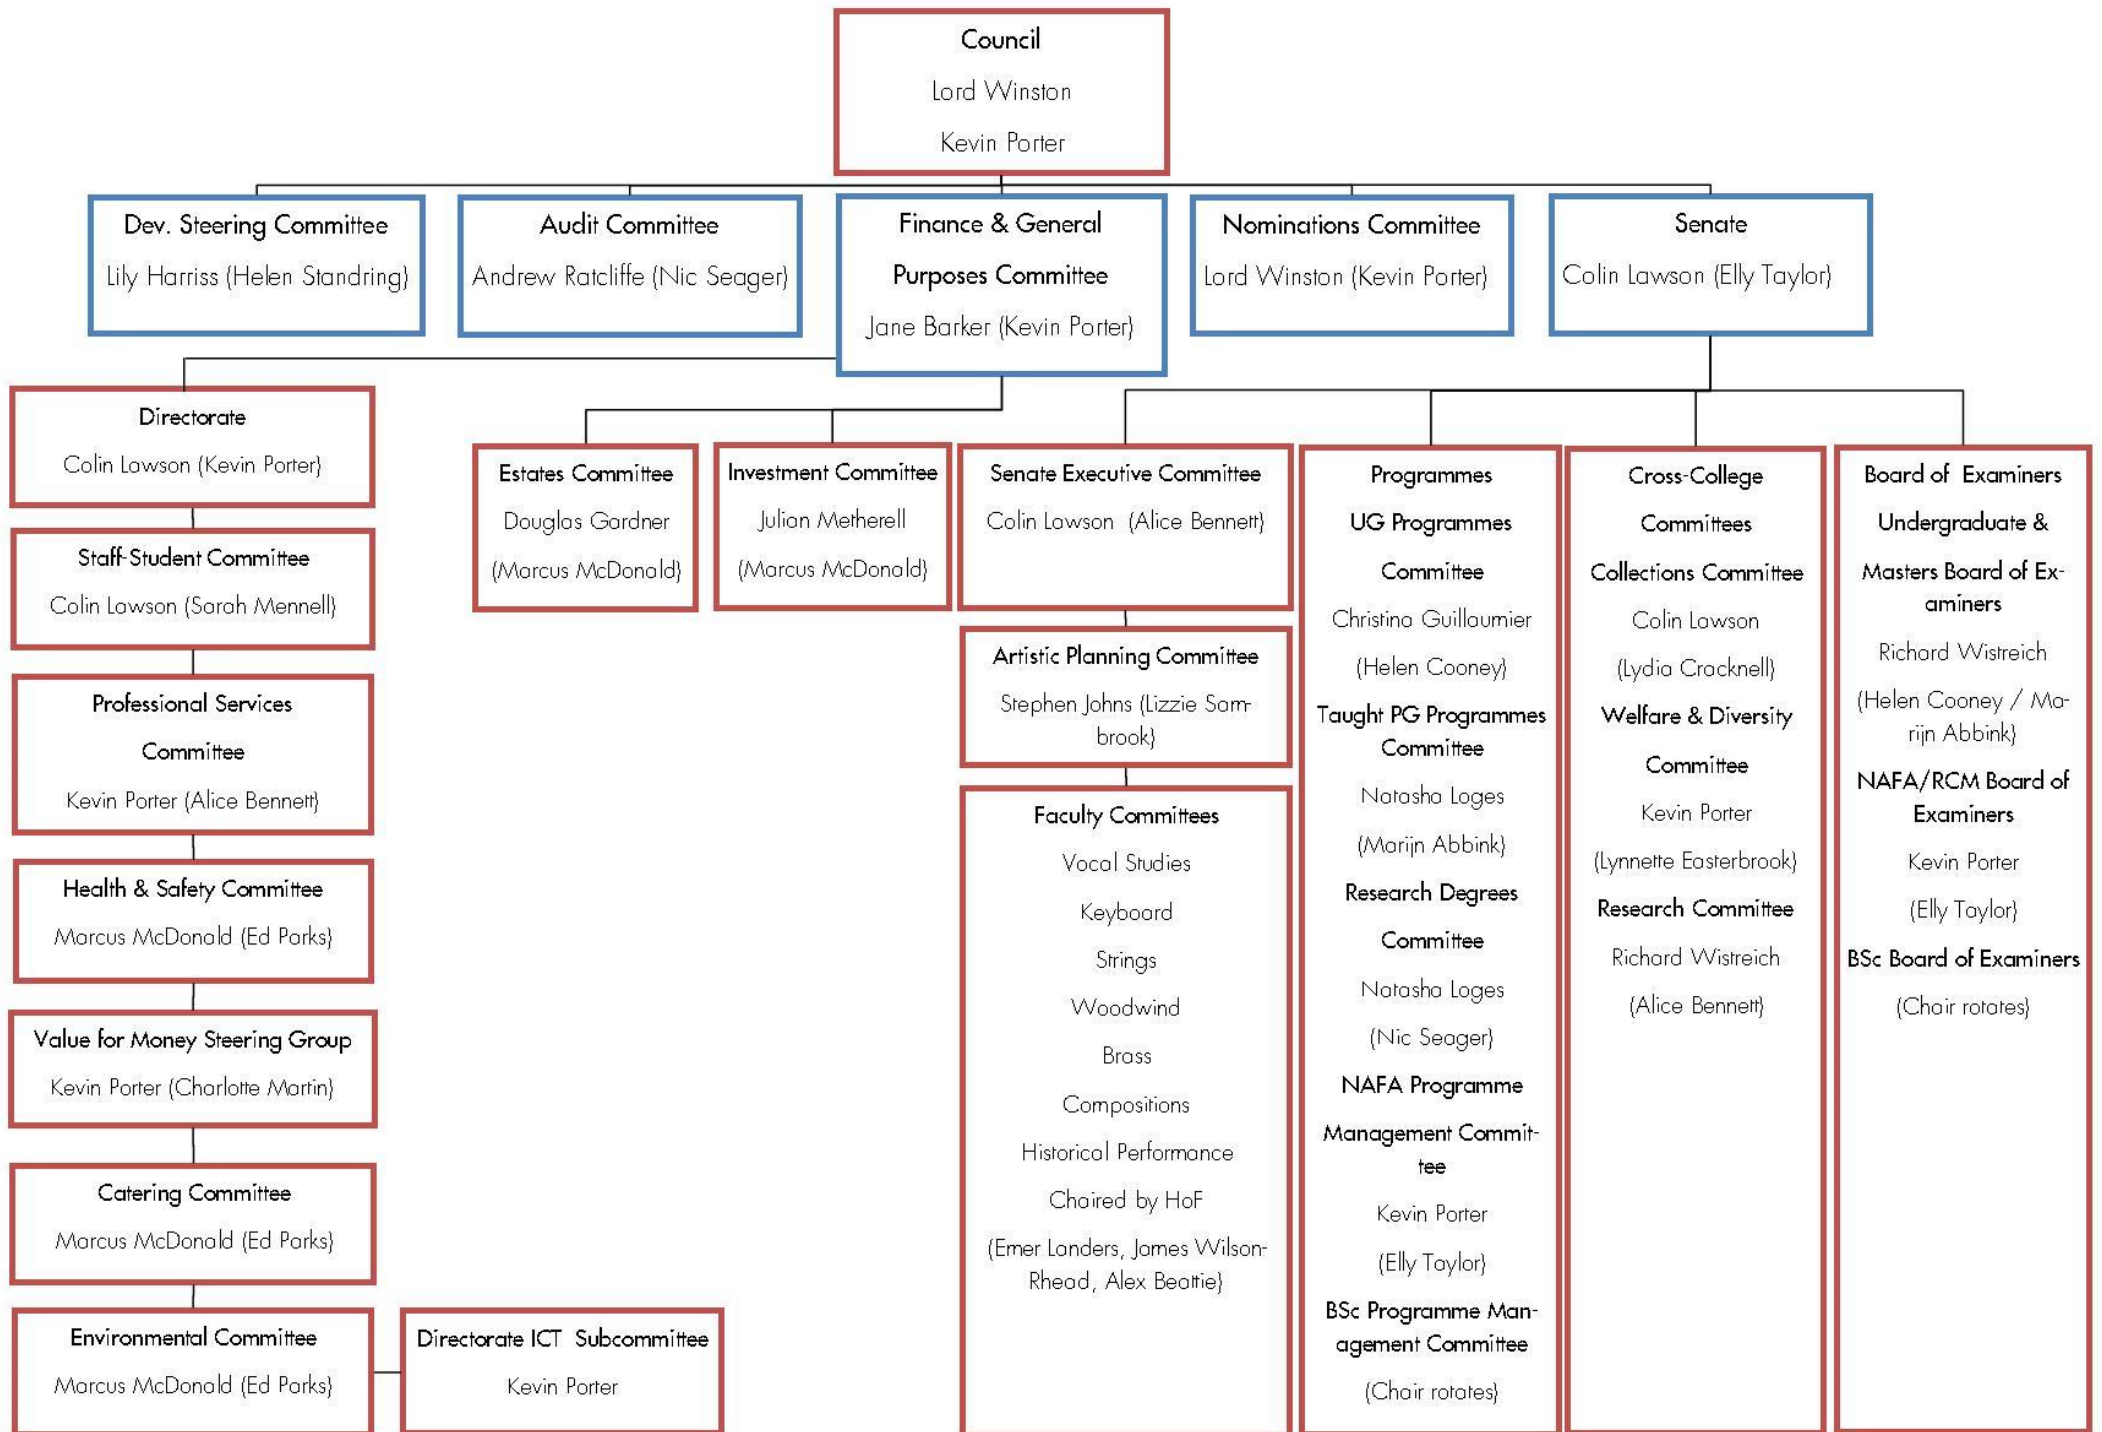 Council
Lord Winston
Kevin Porter
Dev. Steering Committee
Lily Harriss (Helen Standring)
Audit Committee
Andrew Ratcliffe (Nic Seager)
Finance & General
Purposes Committee
Jane Barker (Kevin Porter)
Nominations Committee
Lord Winston (Kevin Porter)
Senate
Colin Lawson (Elly Taylor)
Directorate
Colin Lawson (Kevin Porter)
Staff-Student Committee
Colin Lawson (Sarah Mennell)
Professional Services
Committee
Kevin Porter (Alice Bennett)
Health & Safety Committee
Marcus McDonald (Ed Parks)
Value for Money Steering Group
Kevin Porter (Charlotte Martin)
Catering Committee
Marcus McDonald (Ed Parks)
Environmental Committee
Marcus McDonald (Ed Parks)
Directorate ICT Subcommittee
Kevin Porter
Estates Committee
Douglas Gardner
(Marcus McDonald)
Investment Committee
Julian Metherell
(Marcus McDonald)
Senate Executive Committee
Colin Lawson (Alice Bennett)
Artistic Planning Committee
Stephen Johns (Lizzie Sam-
brook)
Faculty Committees
Vocal Studies
Keyboard
Strings
Woodwind
Brass
Compositions
Historical Performance
Chaired by HoF
(Emer Landers, James Wilson-
Rhead, Alex Beattie)
Programmes
UG Programmes
Committee
Christina Guillaumier
(Helen Cooney)
Taught PG Programmes
Committee
Natasha Loges
(Marijn Abbink)
Research Degrees
Committee
Natasha Loges
(Nic Seager)
NAFA Programme
Management Commit-
tee
Kevin Porter
(Elly Taylor)
BSc Programme Man-
agement Committee
(Chair rotates)
Cross-College
Committees
Collections Committee
Colin Lawson
(Lydia Cracknell)
Welfare & Diversity
Committee
Kevin Porter
(Lynnette Easterbrook)
Research Committee
Richard Wistreich
(Alice Bennett)
Board of Examiners
Undergraduate &
Masters Board of Ex-
aminers
Richard Wistreich
(Helen Cooney / Ma-
rijn Abbink)
NAFA/RCM Board of
Examiners
Kevin Porter
(Elly Taylor)
BSc Board of Examiners
(Chair rotates)